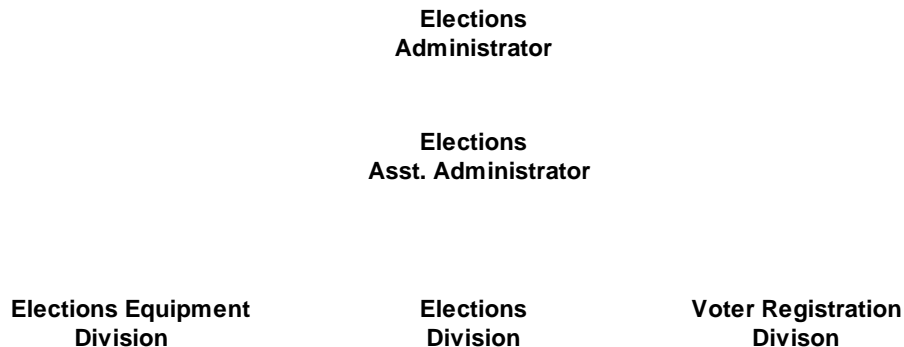 Elections
Administrator
Elections
Asst. Administrator
Elections Equipment
Division
Elections
Division
Voter Registration
Divison